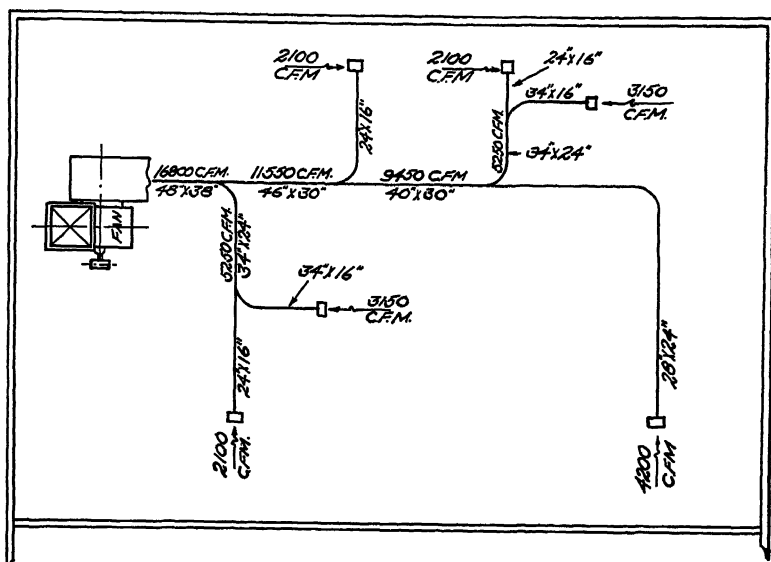 2100
C.F.M
2100
C.F.M
24"X16"
34"X16"
3150
C.F.M.
24"X16"
5250 C.F.M.
34"X24"
16800 C.F.M.
48"X38"
11550 C.F.M.
46"X30"
9450 C.F.M
40"X30"
FAN
5250 C.F.M.
34"X24"
34"X16"
3150
C.F.M.
24"X16"
28"X24"
2100
C.F.M.
4200
C.F.M